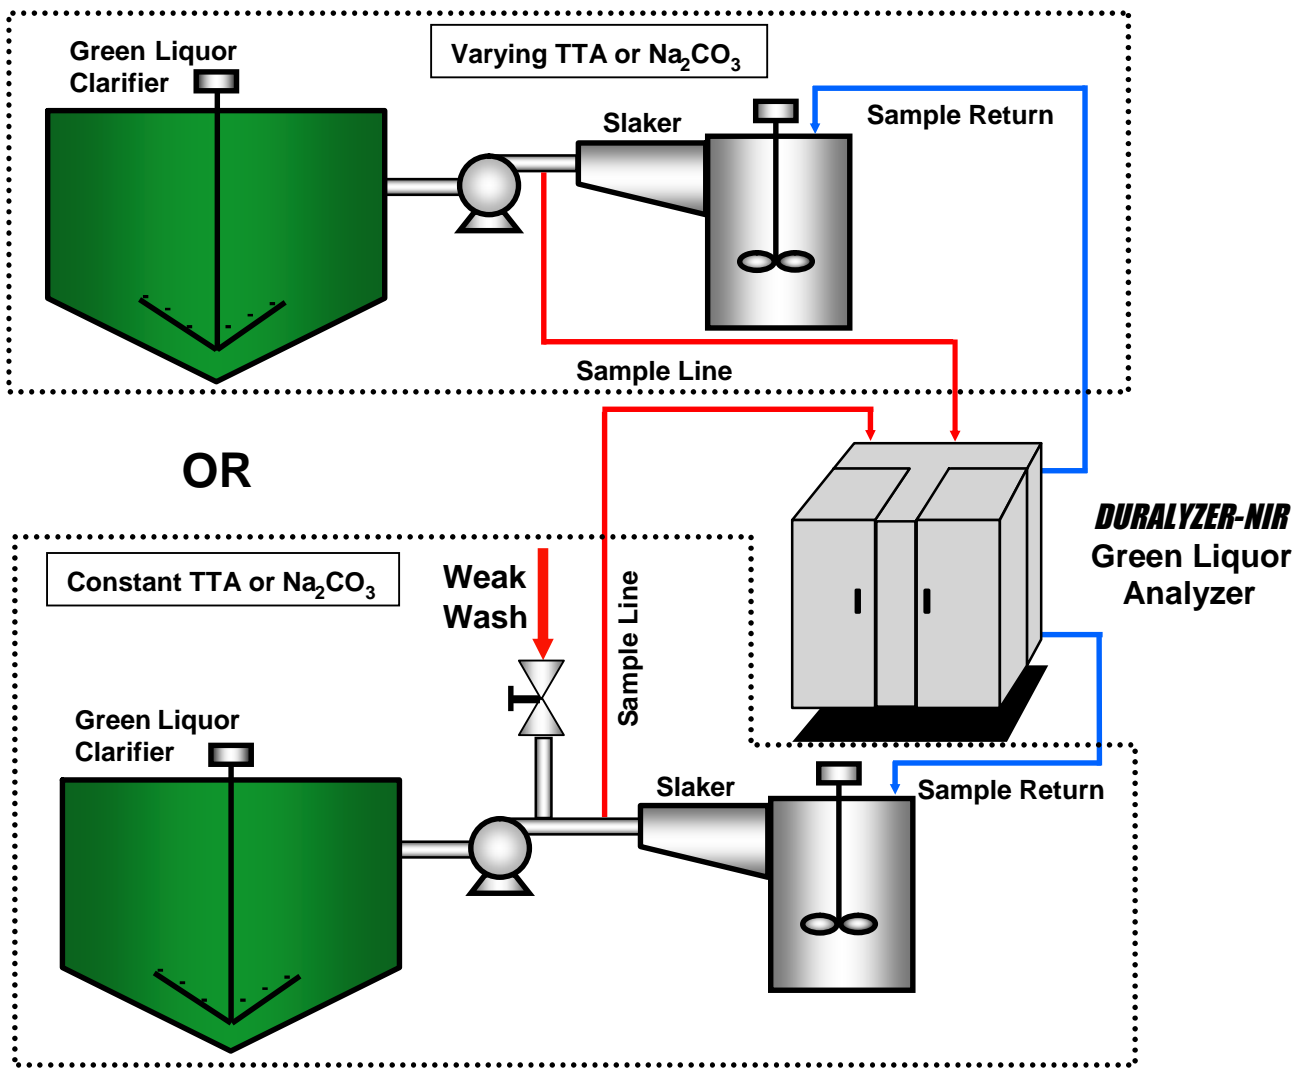 Green Liquor
Clarifier
Varying TTA or Na₂CO₃
Slaker
Sample Return
Sample Line
OR
DURALYZER-NIR
Green Liquor
Analyzer
Constant TTA or Na₂CO₃
Weak
Wash
Sample Line
Green Liquor
Clarifier
Slaker
Sample Return